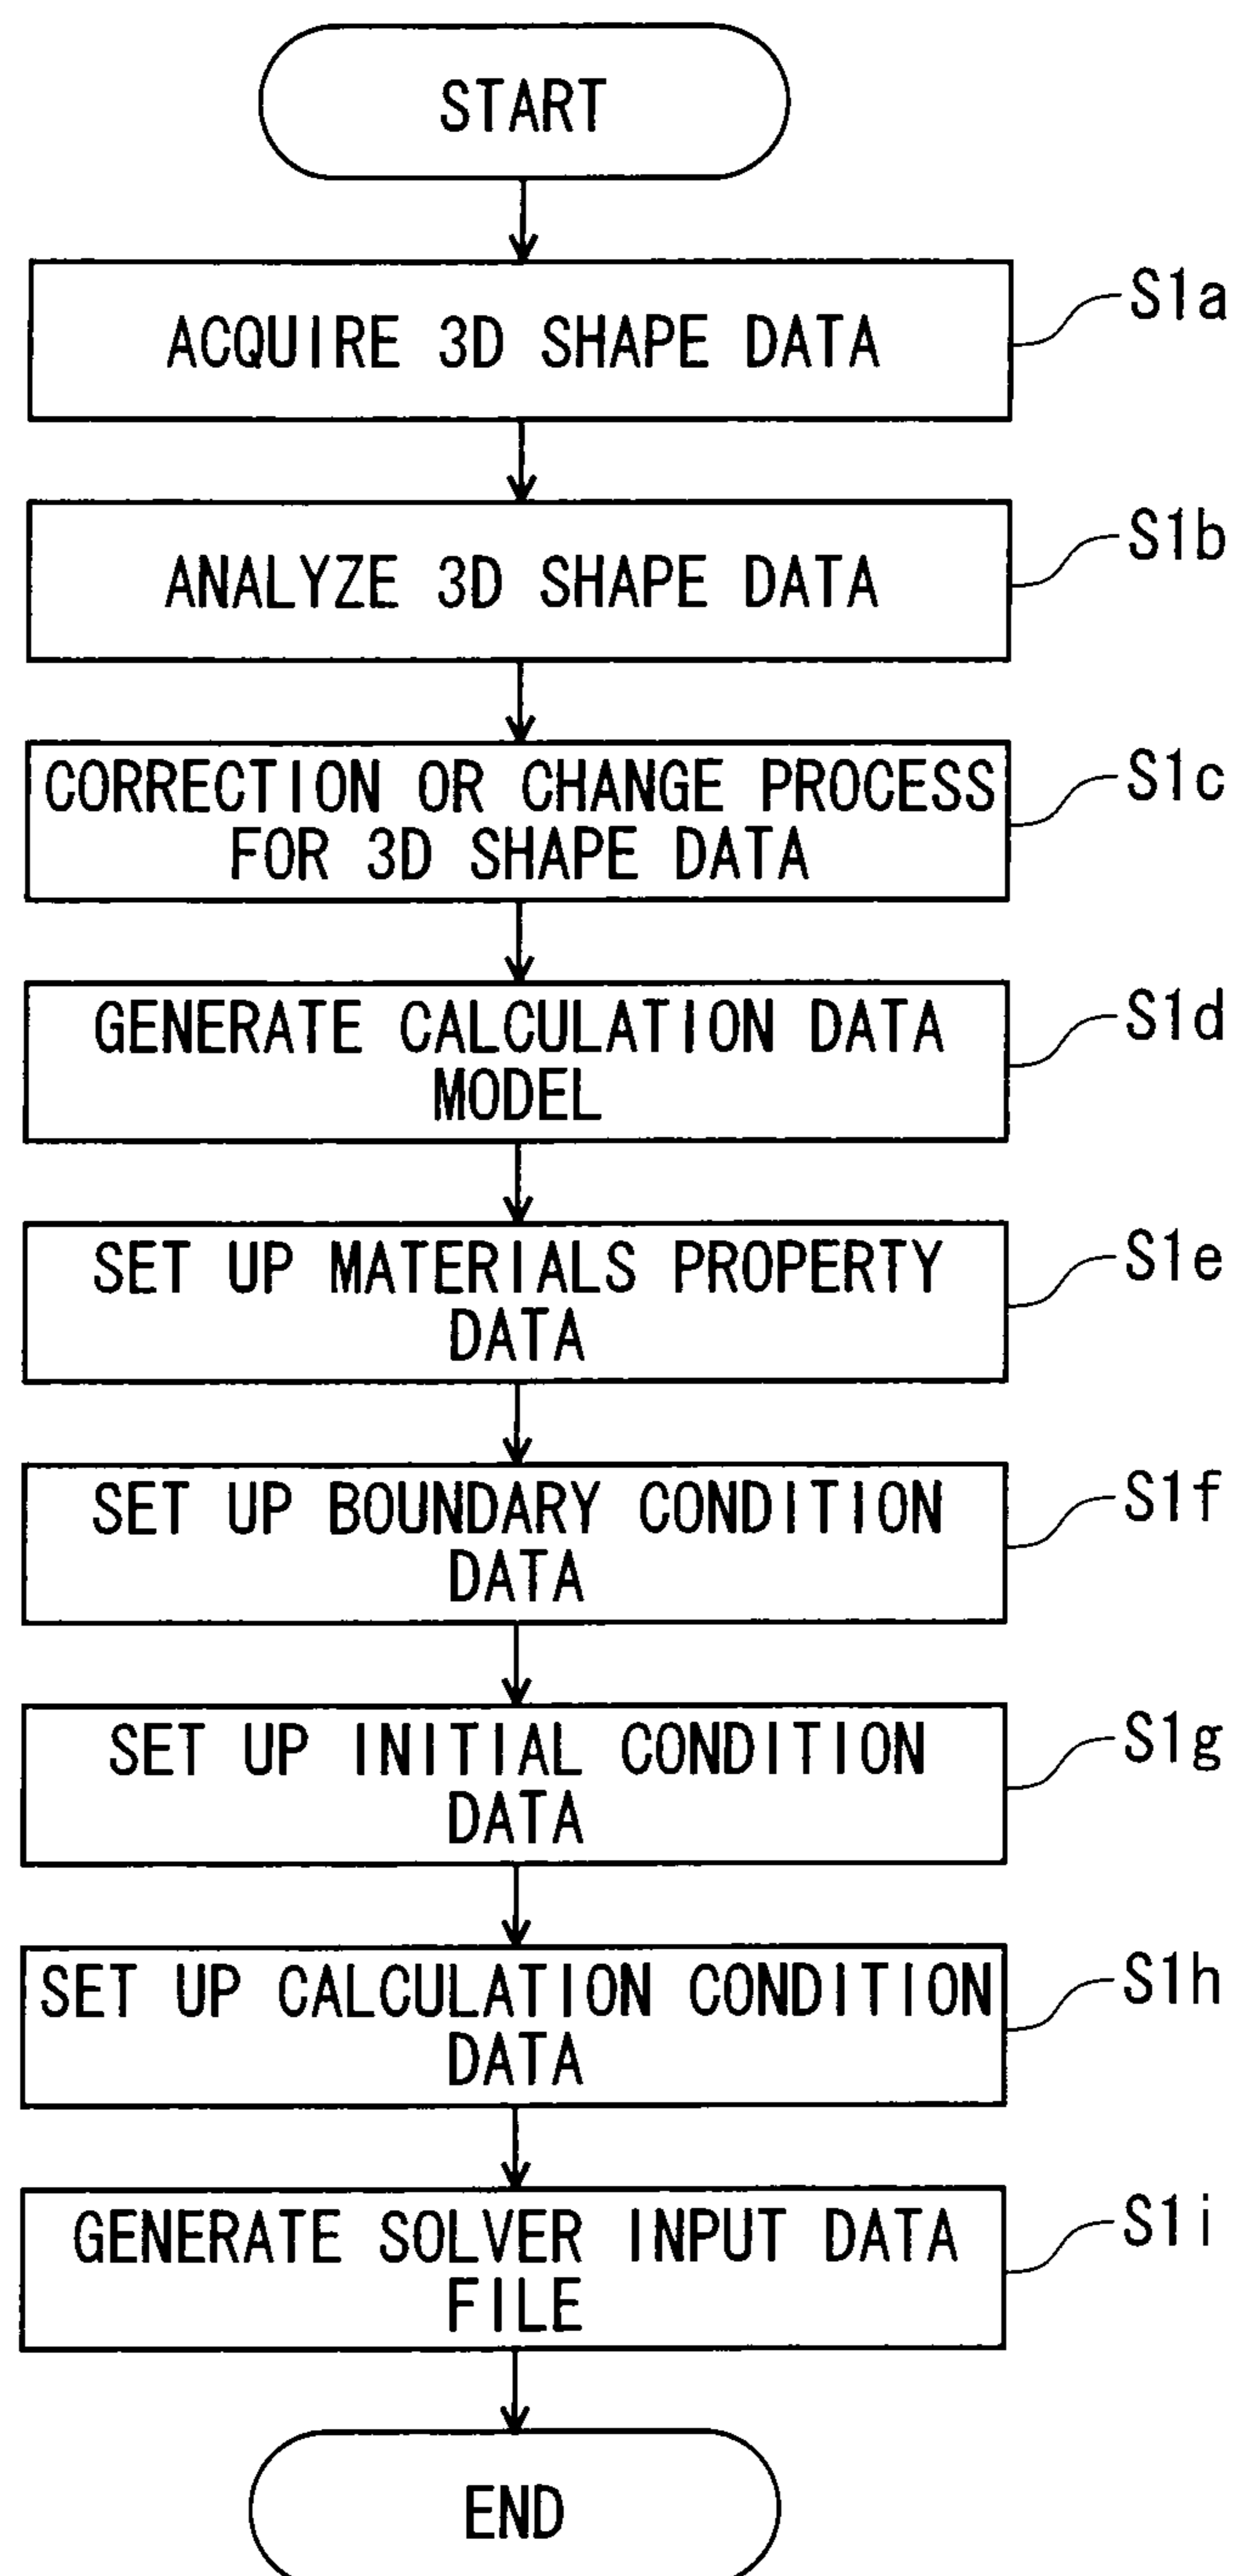 START
ACQUIRE 3D SHAPE DATA
S1a
ANALYZE 3D SHAPE DATA
S1b
CORRECTION OR CHANGE PROCESS
FOR 3D SHAPE DATA
S1c
GENERATE CALCULATION DATA
MODEL
S1d
SET UP MATERIALS PROPERTY
DATA
S1e
SET UP BOUNDARY CONDITION
DATA
S1f
SET UP INITIAL CONDITION
DATA
S1g
SET UP CALCULATION CONDITION
DATA
S1h
GENERATE SOLVER INPUT DATA
FILE
S1i
END